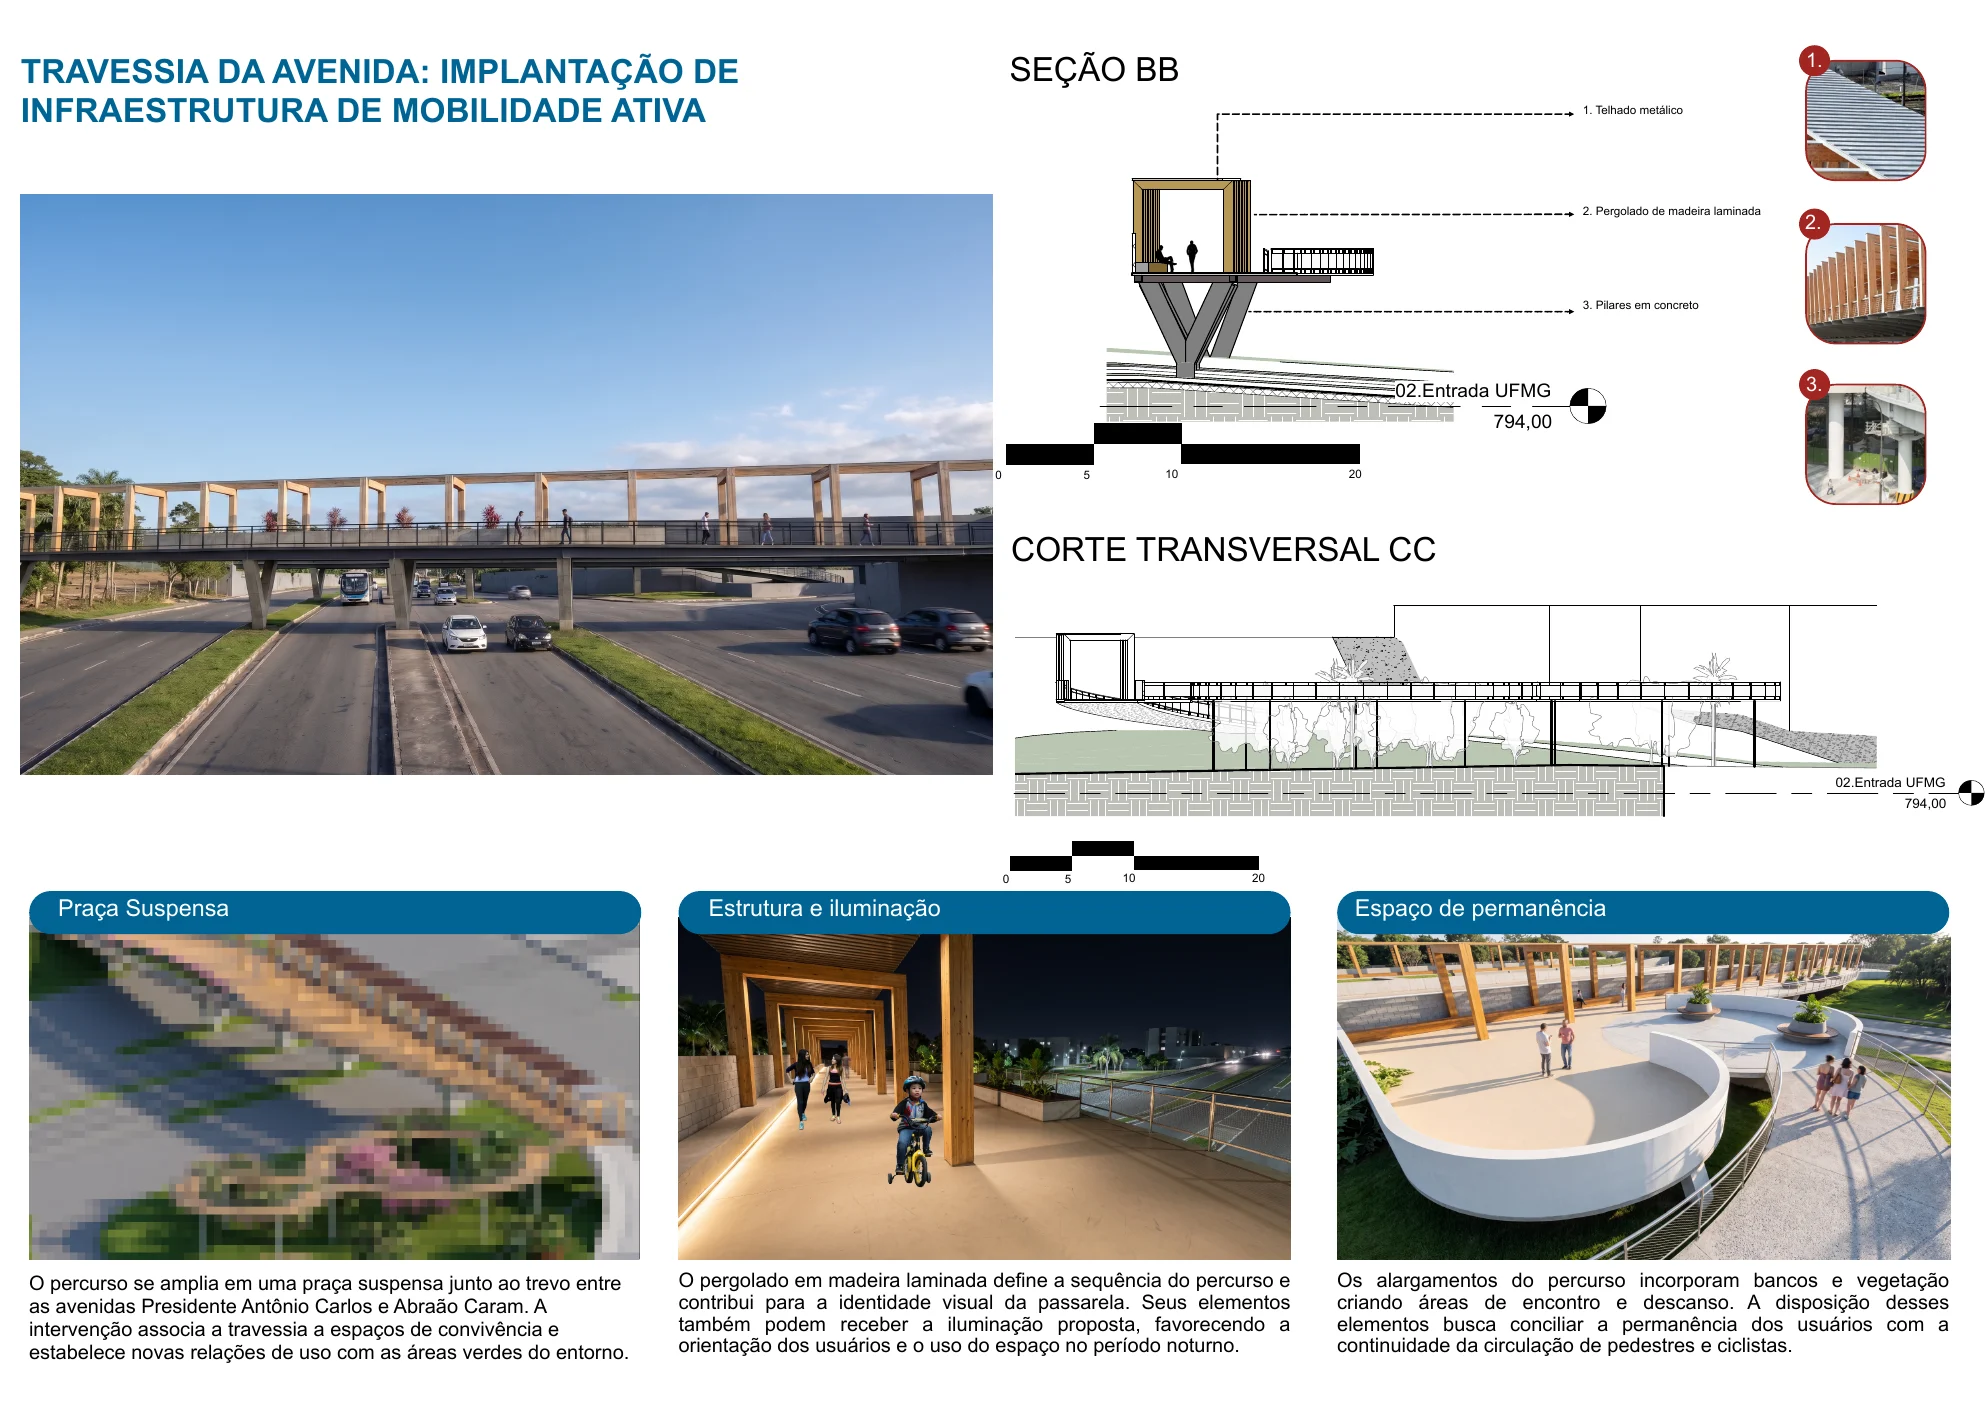 TRAVESSIA DA AVENIDA: IMPLANTAÇÃO DE
INFRAESTRUTURA DE MOBILIDADE ATIVA
SEÇÃO BB
1. Telhado metálico
2. Pergolado de madeira laminada
3. Pilares em concreto
1.
2.
3.
02.Entrada UFMG
794,00
0 5 10 20
CORTE TRANSVERSAL CC
02.Entrada UFMG
794,00
0 5 10 20
Praça Suspensa
O percurso se amplia em uma praça suspensa junto ao trevo entre
as avenidas Presidente Antônio Carlos e Abraão Caram. A
intervenção associa a travessia a espaços de convivência e
estabelece novas relações de uso com as áreas verdes do entorno.
Estrutura e iluminação
O pergolado em madeira laminada define a sequência do percurso e
contribui para a identidade visual da passarela. Seus elementos
também podem receber a iluminação proposta, favorecendo a
orientação dos usuários e o uso do espaço no período noturno.
Espaço de permanência
Os alargamentos do percurso incorporam bancos e vegetação
criando áreas de encontro e descanso. A disposição desses
elementos busca conciliar a permanência dos usuários com a
continuidade da circulação de pedestres e ciclistas.